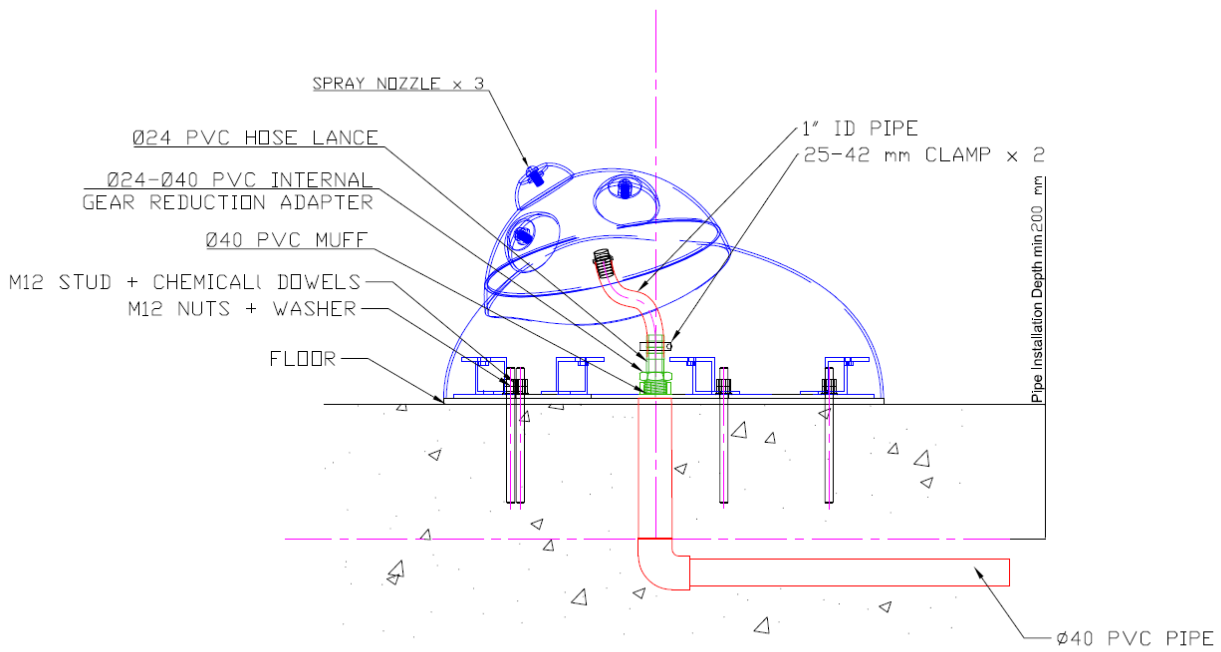 SPRAY NOZZLE x 3
Ø24 PVC HOSE LANCE
Ø24-Ø40 PVC INTERNAL
GEAR REDUCTION ADAPTER
Ø40 PVC MUFF
M12 STUD + CHEMICALl DOWELS
M12 NUTS + WASHER
FLOOR
1" ID PIPE
25-42 mm CLAMP x 2
Pipe Installation Depth min200 mm
Ø40 PVC PIPE